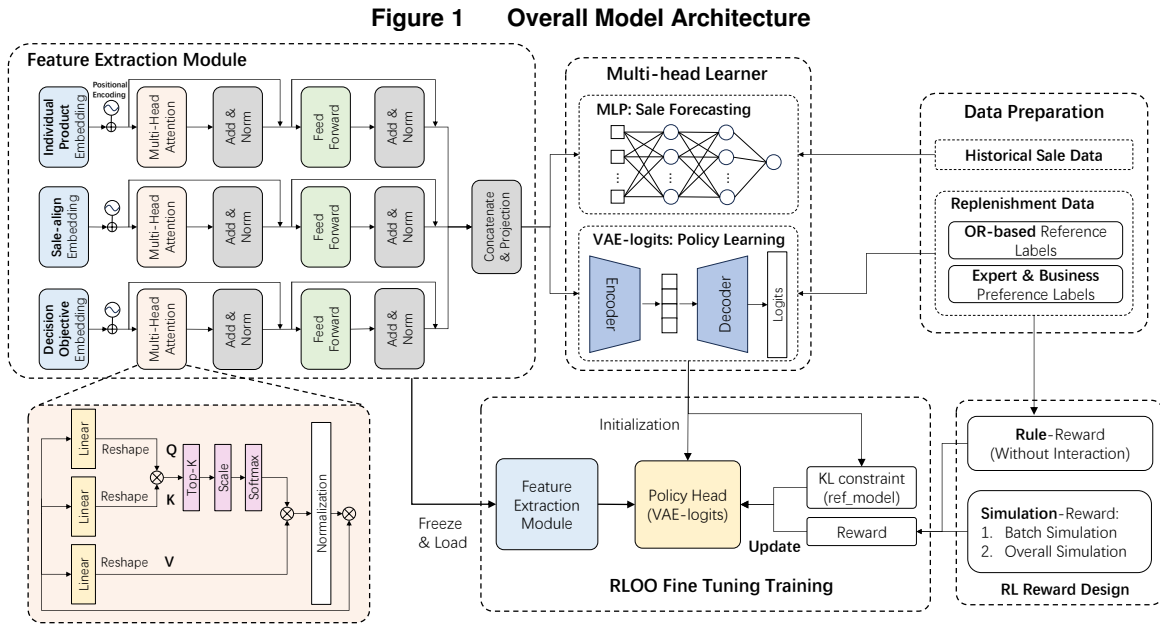 Figure 1 Overall Model Architecture
Feature Extraction Module
Positional
Encoding
Individual
Product
Embedding
Multi-Head
Attention
Add &
Norm
Feed
Forward
Add &
Norm
Sale-align
Embedding
Multi-Head
Attention
Add &
Norm
Feed
Forward
Add &
Norm
Decision
Objective
Embedding
Multi-Head
Attention
Add &
Norm
Feed
Forward
Add &
Norm
Concatenate
& Projection
Multi-head Learner
MLP: Sale Forecasting
...
...
...
VAE-logits: Policy Learning
Encoder
Decoder
Logits
Data Preparation
Historical Sale Data
Replenishment Data
OR-based Reference
Labels
Expert & Business
Preference Labels
Linear
Reshape
Q
Linear
Reshape
K
Linear
Reshape
V
Top-K
Scale
Softmax
Normalization
Freeze
& Load
Initialization
Feature
Extraction
Module
Policy Head
(VAE-logits)
KL constraint
(ref_model)
Reward
Update
RLOO Fine Tuning Training
Rule-Reward
(Without Interaction)
Simulation-Reward:
1. Batch Simulation
2. Overall Simulation
RL Reward Design